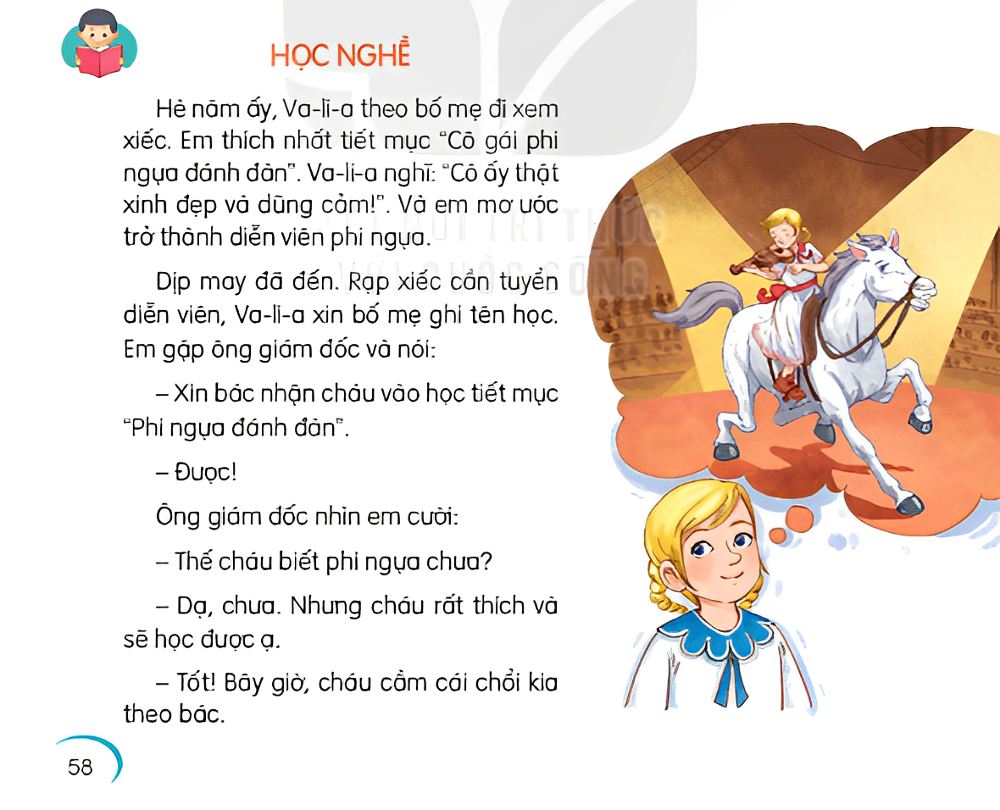 HỌC NGHỀ
Hè năm ấy, Va-li-a theo bố mẹ đi xem
xiếc. Em thích nhất tiết mục “Cô gái phi
ngựa đánh đàn”. Va-li-a nghĩ: “Cô ấy thật
xinh đẹp và dũng cảm!”. Và em mơ ước
trở thành diễn viên phi ngựa.
Dịp may đã đến. Rạp xiếc cần tuyển
diễn viên, Va-li-a xin bố mẹ ghi tên học.
Em gặp ông giám đốc và nói:
– Xin bác nhận cháu vào học tiết mục
“Phi ngựa đánh đàn”.
– Được!
Ông giám đốc nhìn em cười:
– Thế cháu biết phi ngựa chưa?
– Dạ, chưa. Nhưng cháu rất thích và
sẽ học được ạ.
– Tốt! Bây giờ, cháu cầm cái chổi kia
theo bác.
58